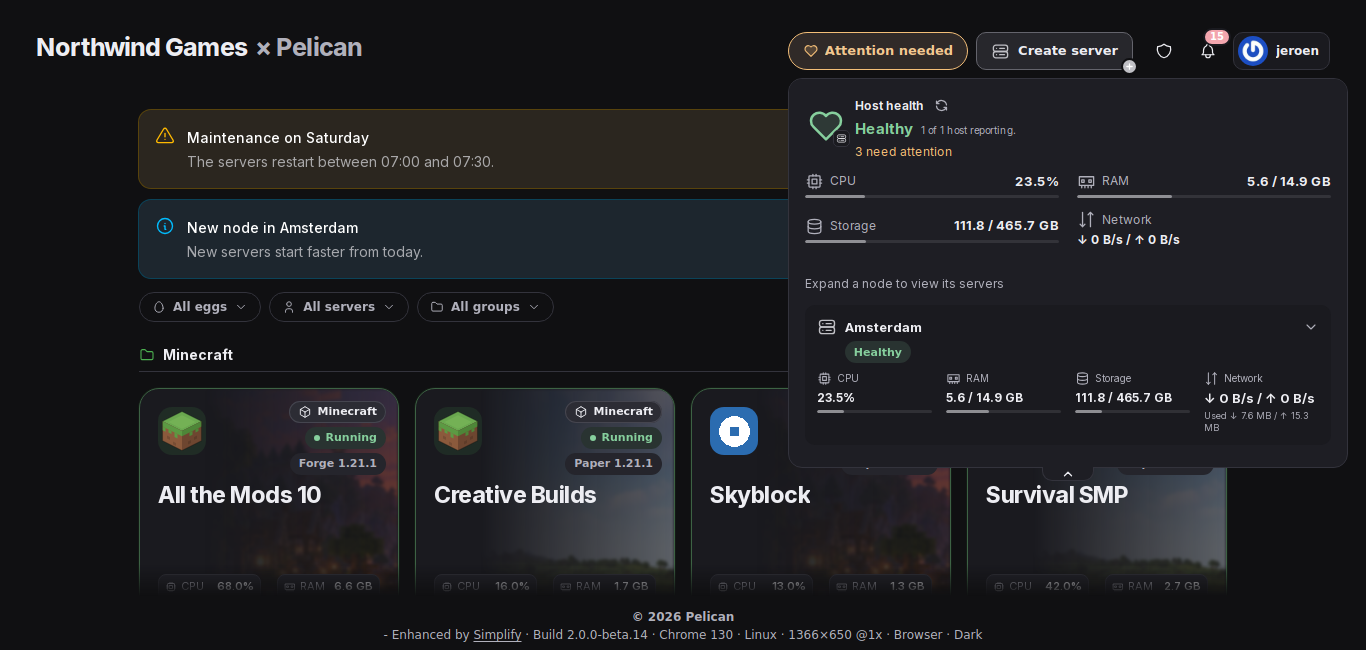 Northwind Games × Pelican
Attention needed
Create server
15
jeroen
Maintenance on Saturday
The servers restart between 07:00 and 07:30.
New node in Amsterdam
New servers start faster from today.
All eggs
All servers
All groups
Minecraft
Host health
Healthy 1 of 1 host reporting.
3 need attention
CPU 23.5%
RAM 5.6 / 14.9 GB
Storage 111.8 / 465.7 GB
Network
↓ 0 B/s / ↑ 0 B/s
Expand a node to view its servers
Amsterdam
Healthy
CPU
23.5%
RAM
5.6 / 14.9 GB
Storage
111.8 / 465.7 GB
Network
↓ 0 B/s / ↑ 0 B/s
Used ↓ 7.6 MB / ↑ 15.3
MB
Minecraft
Running
Forge 1.21.1
All the Mods 10
CPU 68.0%
RAM 6.6 GB
Minecraft
Running
Paper 1.21.1
Creative Builds
CPU 16.0%
RAM 1.7 GB
Skyblock
CPU 13.0%
RAM 1.3 GB
Survival SMP
CPU 42.0%
RAM 2.7 GB
© 2026 Pelican
- Enhanced by Simplify · Build 2.0.0-beta.14 · Chrome 130 · Linux · 1366×650 @1x · Browser · Dark